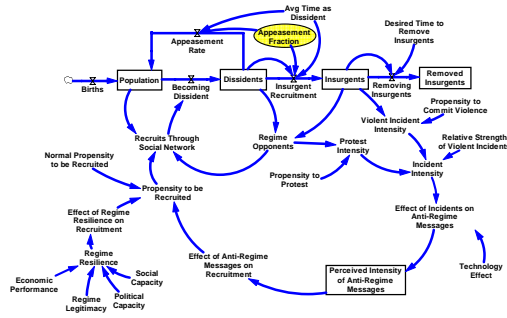 Avg Time as
Dissident
Appeasement
Fraction
Desired Time to
Remove
Insurgents
Appeasement
Rate
Births
Population
Becoming
Dissident
Dissidents
Insurgent
Recruitment
Insurgents
Removing
Insurgents
Removed
Insurgents
Propensity to
Commit Violence
Violent Incident
Intensity
Recruits Through
Social Network
Regime
Opponents
Protest
Intensity
Relative Strength
of Violent Incidents
Normal Propensity
to be Recruited
Incident
Intensity
Propensity to
Protest
Propensity to be
Recruited
Effect of Regime
Resilience on
Recruitment
Effect of Incidents on
Anti-Regime
Messages
Regime
Resilience
Effect of Anti-Regime
Messages on
Recruitment
Technology
Effect
Economic
Performance
Social
Capacity
Perceived Intensity
of Anti-Regime
Messages
Regime
Legitimacy
Political
Capacity